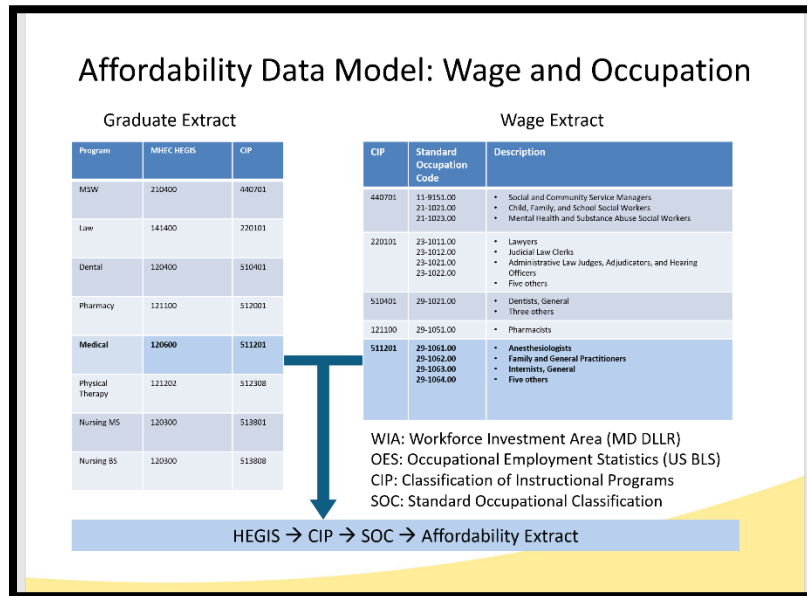 Affordability Data Model: Wage and Occupation
Graduate Extract
Program MHEC HEGIS CIP
MSW 210400 440701
Law 141400 220101
Dental 120400 510401
Pharmacy 121100 512001
Medical 120600 511201
Physical
Therapy 121202 512308
Nursing MS 120300 513801
Nursing BS 120300 513808
Wage Extract
CIP Standard Description
Occupation
Code
440701 11-9151.00 • Social and Community Service Managers
21-1021.00 • Child, Family, and School Social Workers
21-1023.00 • Mental Health and Substance Abuse Social Workers
220101 23-1011.00 • Lawyers
23-1012.00 • Judicial Law Clerks
23-1021.00 • Administrative Law Judges, Adjudicators, and Hearing
23-1022.00 Officers
• Five others
510401 29-1021.00 • Dentists, General
• Three others
121100 29-1051.00 • Pharmacists
511201 29-1061.00 • Anesthesiologists
29-1062.00 • Family and General Practitioners
29-1063.00 • Internists, General
29-1064.00 • Five others
WIA: Workforce Investment Area (MD DLLR)
OES: Occupational Employment Statistics (US BLS)
CIP: Classification of Instructional Programs
SOC: Standard Occupational Classification
HEGIS → CIP → SOC → Affordability Extract